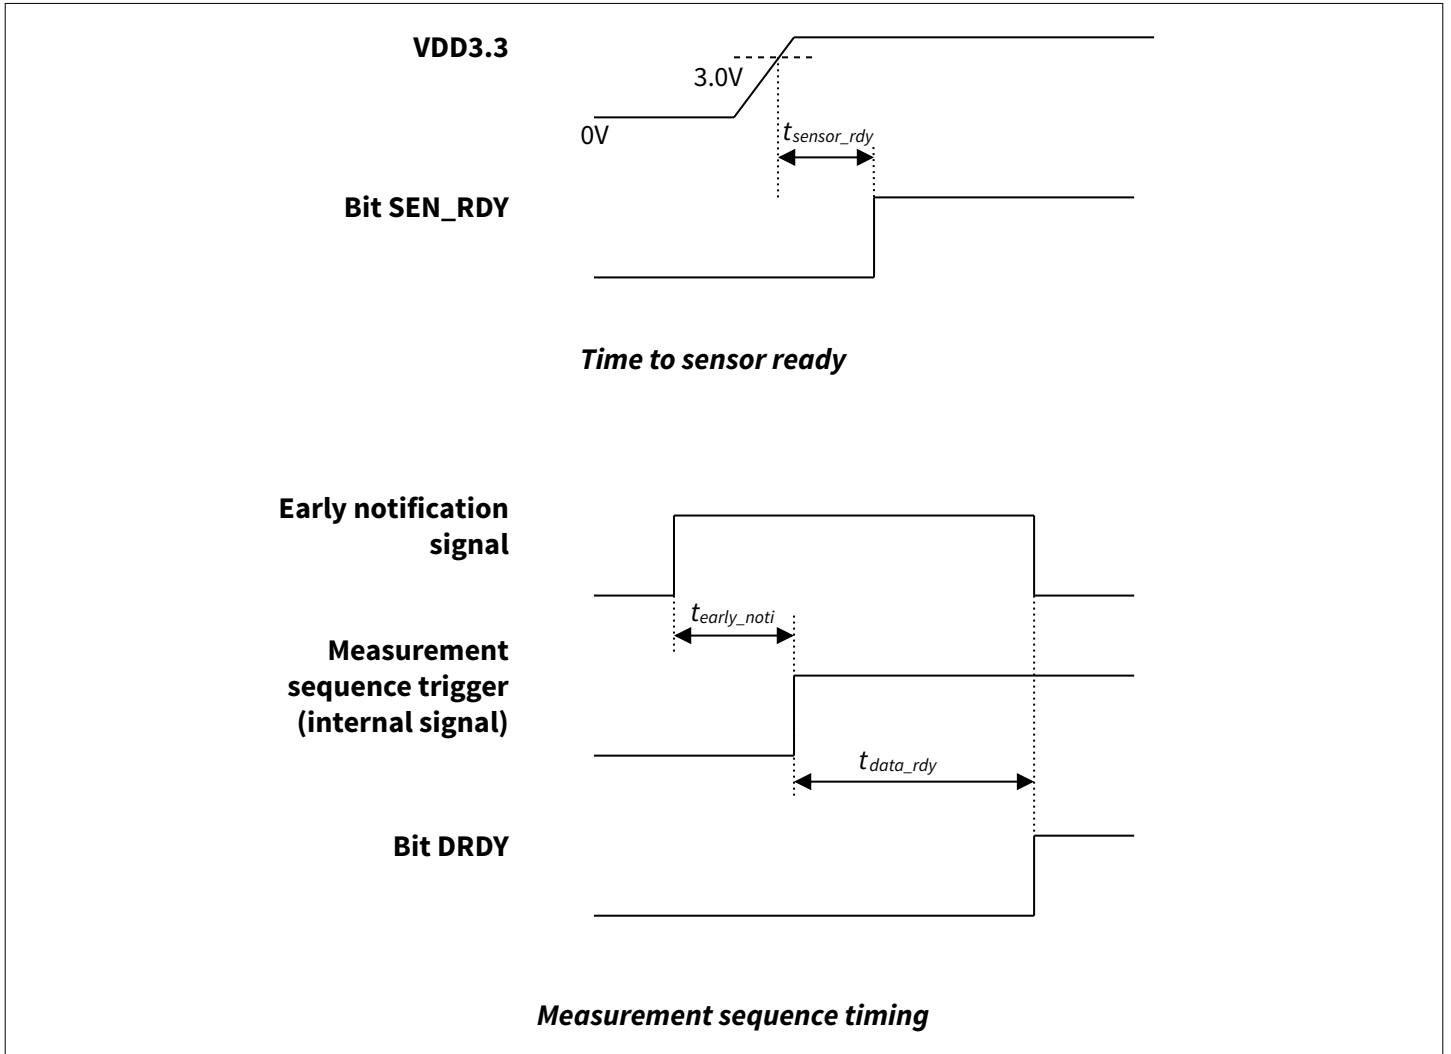 VDD3.3
3.0V
0V
tsensor_rdy
Bit SEN_RDY
Time to sensor ready
Early notification
signal
tearly_noti
Measurement
sequence trigger
(internal signal)
tdata_rdy
Bit DRDY
Measurement sequence timing